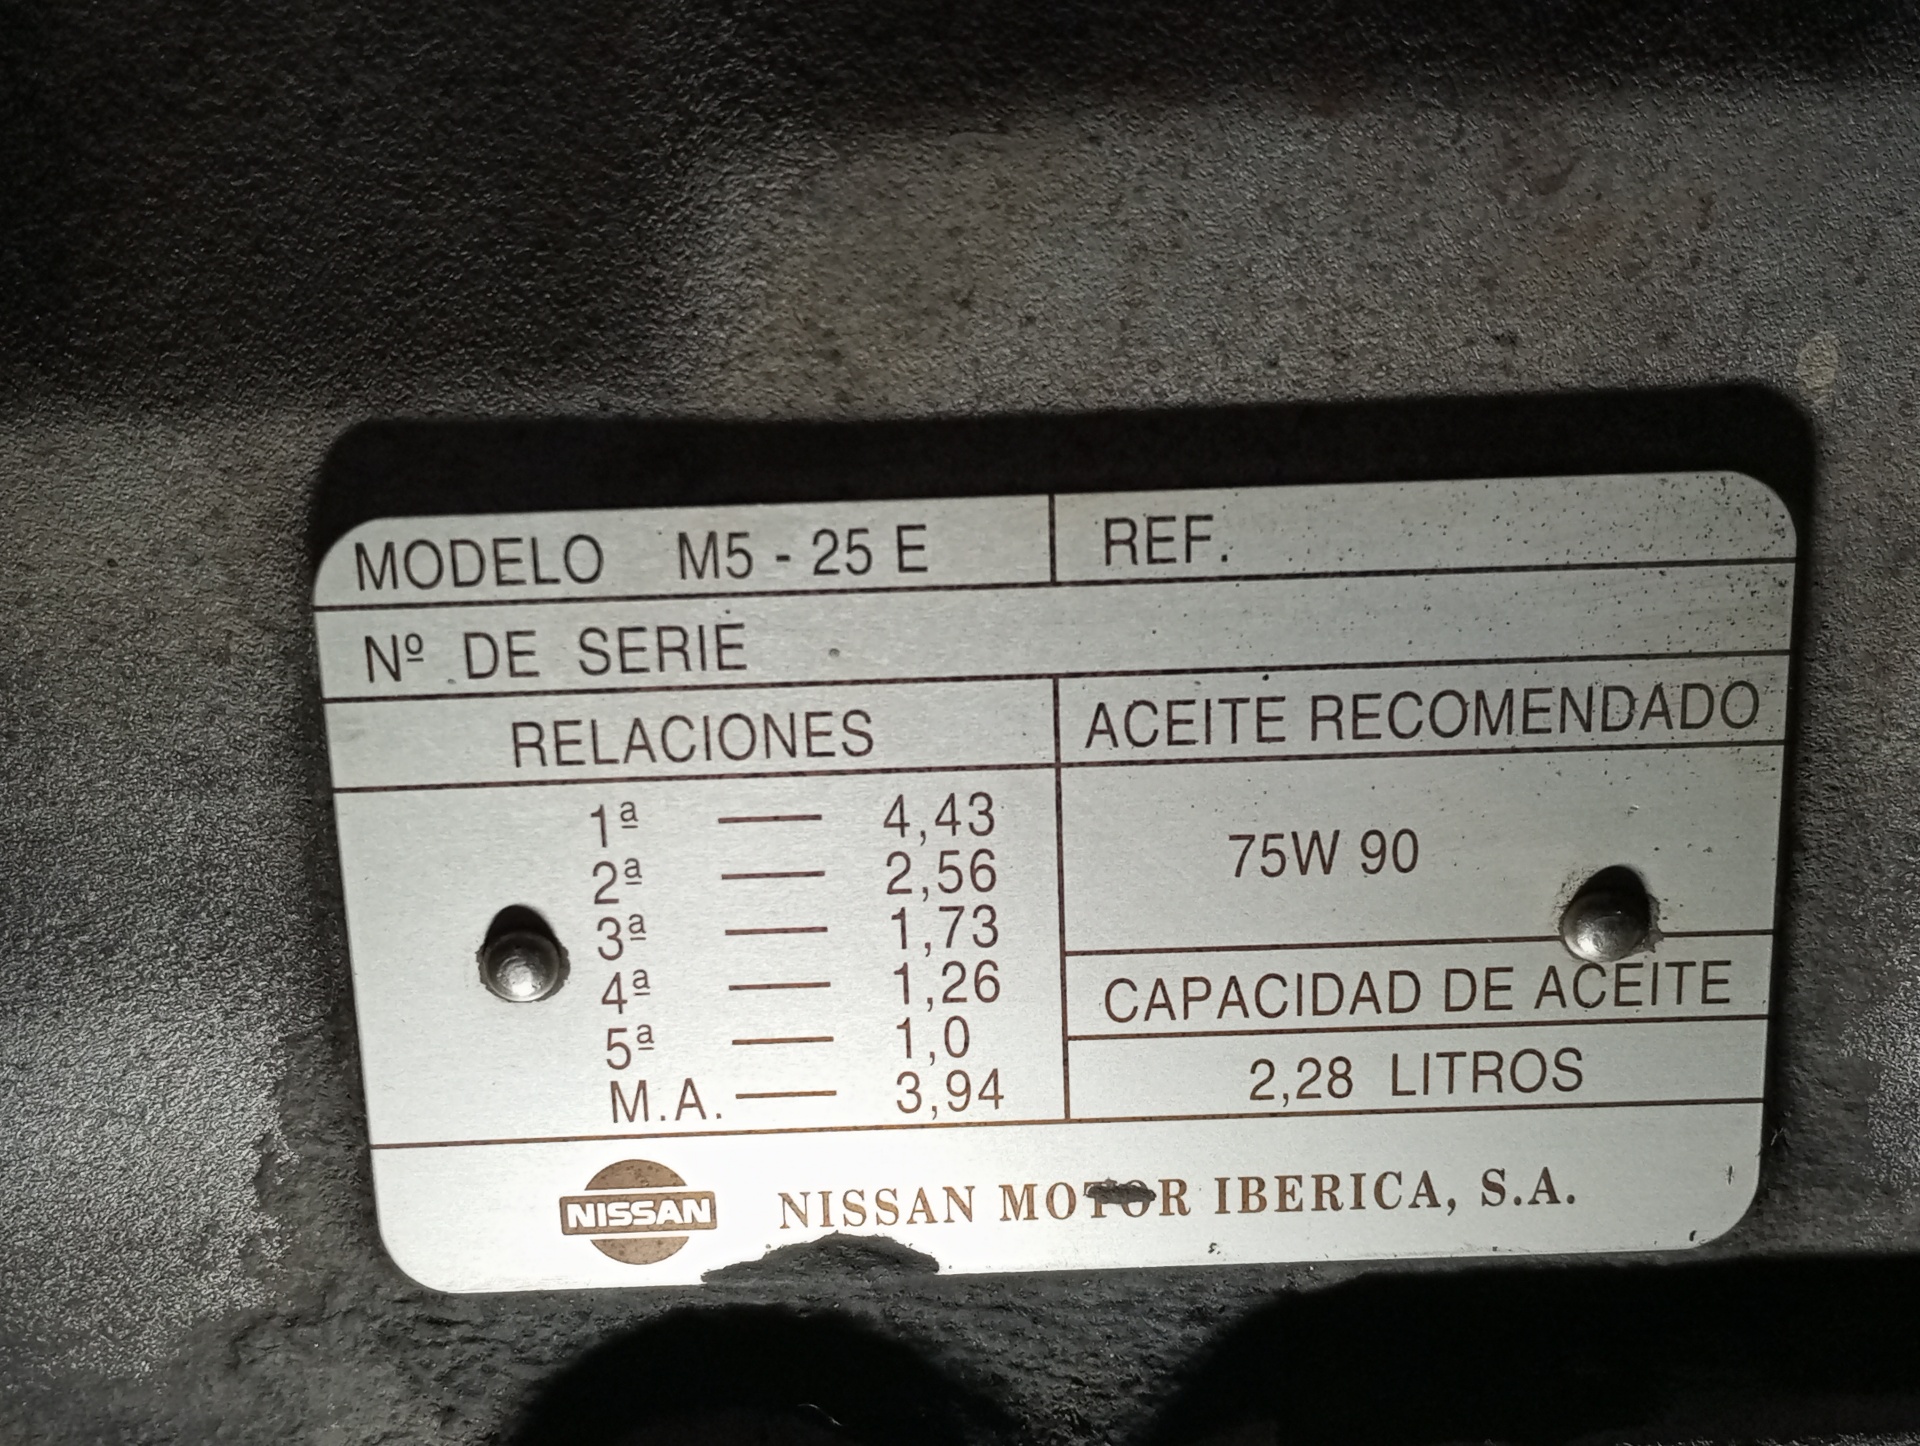 MODELO M5 - 25 E REF.
Nº DE SERIE
RELACIONES
1ª — 4,43
2ª — 2,56
3ª — 1,73
4ª — 1,26
5ª — 1,0
M.A. — 3,94
ACEITE RECOMENDADO
75W 90
CAPACIDAD DE ACEITE
2,28 LITROS
NISSAN
NISSAN MOTOR IBERICA, S.A.